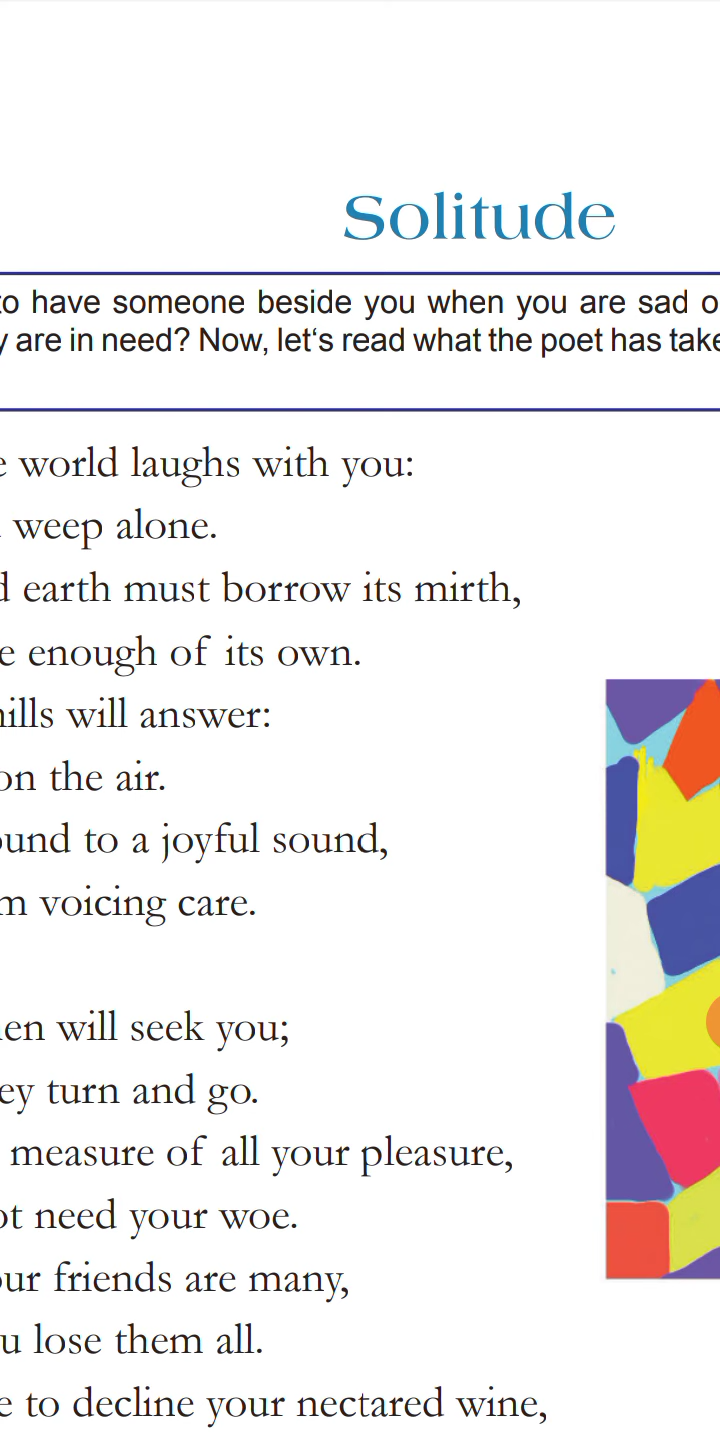 Solitude
to have someone beside you when you are sad o
y are in need? Now, let‘s read what the poet has take
e world laughs with you:
weep alone.
d earth must borrow its mirth,
e enough of its own.
hills will answer:
on the air.
ound to a joyful sound,
m voicing care.
en will seek you;
ey turn and go.
measure of all your pleasure,
ot need your woe.
our friends are many,
u lose them all.
e to decline your nectared wine,